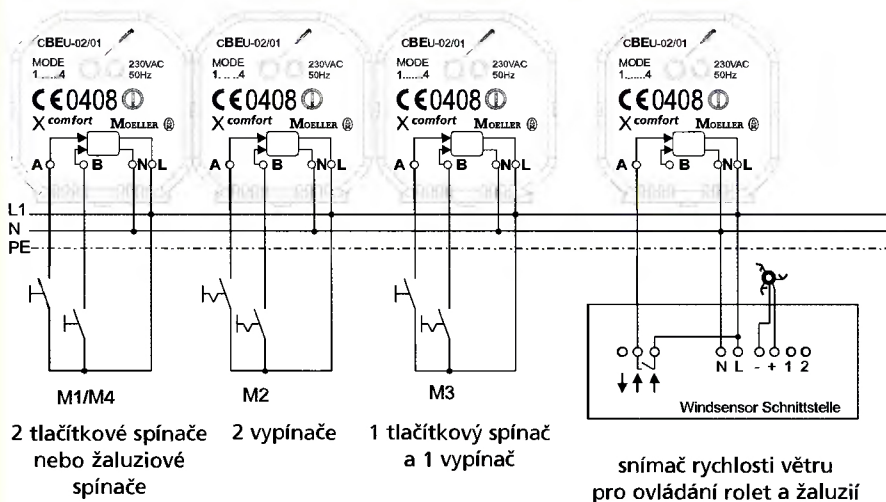 CBEU-02/01
MODE 230VAC
1......4 50Hz
CE0408
Xcomfort MOELLER
A B N L
CBEU-02/01
MODE 230VAC
1......4 50Hz
CE0408
Xcomfort MOELLER
A B N L
CBEU-02/01
MODE 230VAC
1......4 50Hz
CE0408
Xcomfort MOELLER
A B N L
CBEU-02/01
MODE 230VAC
1......4 50Hz
CE0408
Xcomfort MOELLER
A B N L
L1
N
PE
M1/M4
2 tlačítkové spínače
nebo žaluziové
spínače
M2
2 vypínače
M3
1 tlačítkový spínač
a 1 vypínač
N L - + 1 2
Windsensor Schnittstelle
snímač rychlosti větru
pro ovládání rolet a žaluzií